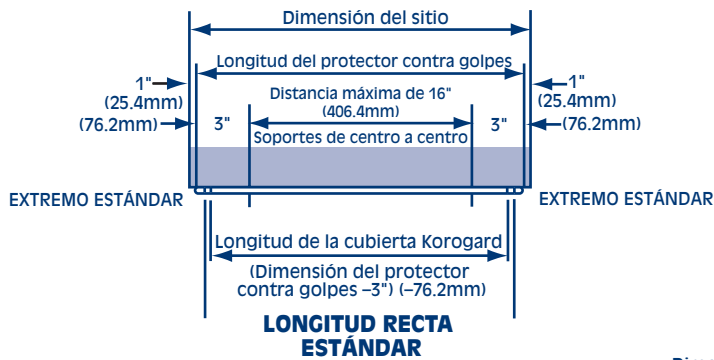 Dimensión del sitio
Longitud del protector contra golpes
1"
(25.4mm)
(76.2mm)
3"
Distancia máxima de 16"
(406.4mm)
Soportes de centro a centro
3"
1"
(25.4mm)
(76.2mm)
EXTREMO ESTÁNDAR
EXTREMO ESTÁNDAR
Longitud de la cubierta Korogard
(Dimensión del protector
contra golpes –3") (–76.2mm)
LONGITUD RECTA
ESTÁNDAR